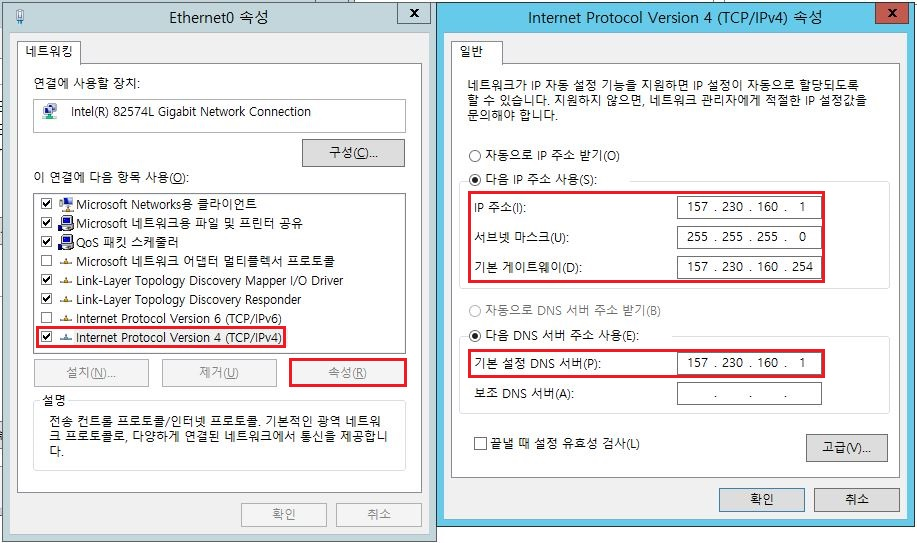 Ethernet0 속성
x
네트워킹
연결에 사용할 장치:
Intel(R) 82574L Gigabit Network Connection
구성(C)...
이 연결에 다음 항목 사용(O):
Microsoft Networks용 클라이언트
Microsoft 네트워크용 파일 및 프린터 공유
QoS 패킷 스케줄러
Microsoft 네트워크 어댑터 멀티플렉서 프로토콜
Link-Layer Topology Discovery Mapper I/O Driver
Link-Layer Topology Discovery Responder
Internet Protocol Version 6 (TCP/IPv6)
Internet Protocol Version 4 (TCP/IPv4)
설치(N)...
제거(U)
속성(R)
설명
전송 컨트롤 프로토콜/인터넷 프로토콜. 기본적인 광역 네트워
크 프로토콜로, 다양하게 연결된 네트워크에서 통신을 제공합니
다.
확인
취소
Internet Protocol Version 4 (TCP/IPv4) 속성
x
일반
네트워크가 IP 자동 설정 기능을 지원하면 IP 설정이 자동으로 할당되도록
할 수 있습니다. 지원하지 않으면, 네트워크 관리자에게 적절한 IP 설정값을
문의해야 합니다.
자동으로 IP 주소 받기(O)
다음 IP 주소 사용(S):
IP 주소(I): 157 . 230 . 160 . 1
서브넷 마스크(U): 255 . 255 . 255 . 0
기본 게이트웨이(D): 157 . 230 . 160 . 254
자동으로 DNS 서버 주소 받기(B)
다음 DNS 서버 주소 사용(E):
기본 설정 DNS 서버(P): 157 . 230 . 160 . 1
보조 DNS 서버(A): . . .
끝낼 때 설정 유효성 검사(L)
고급(V)...
확인
취소